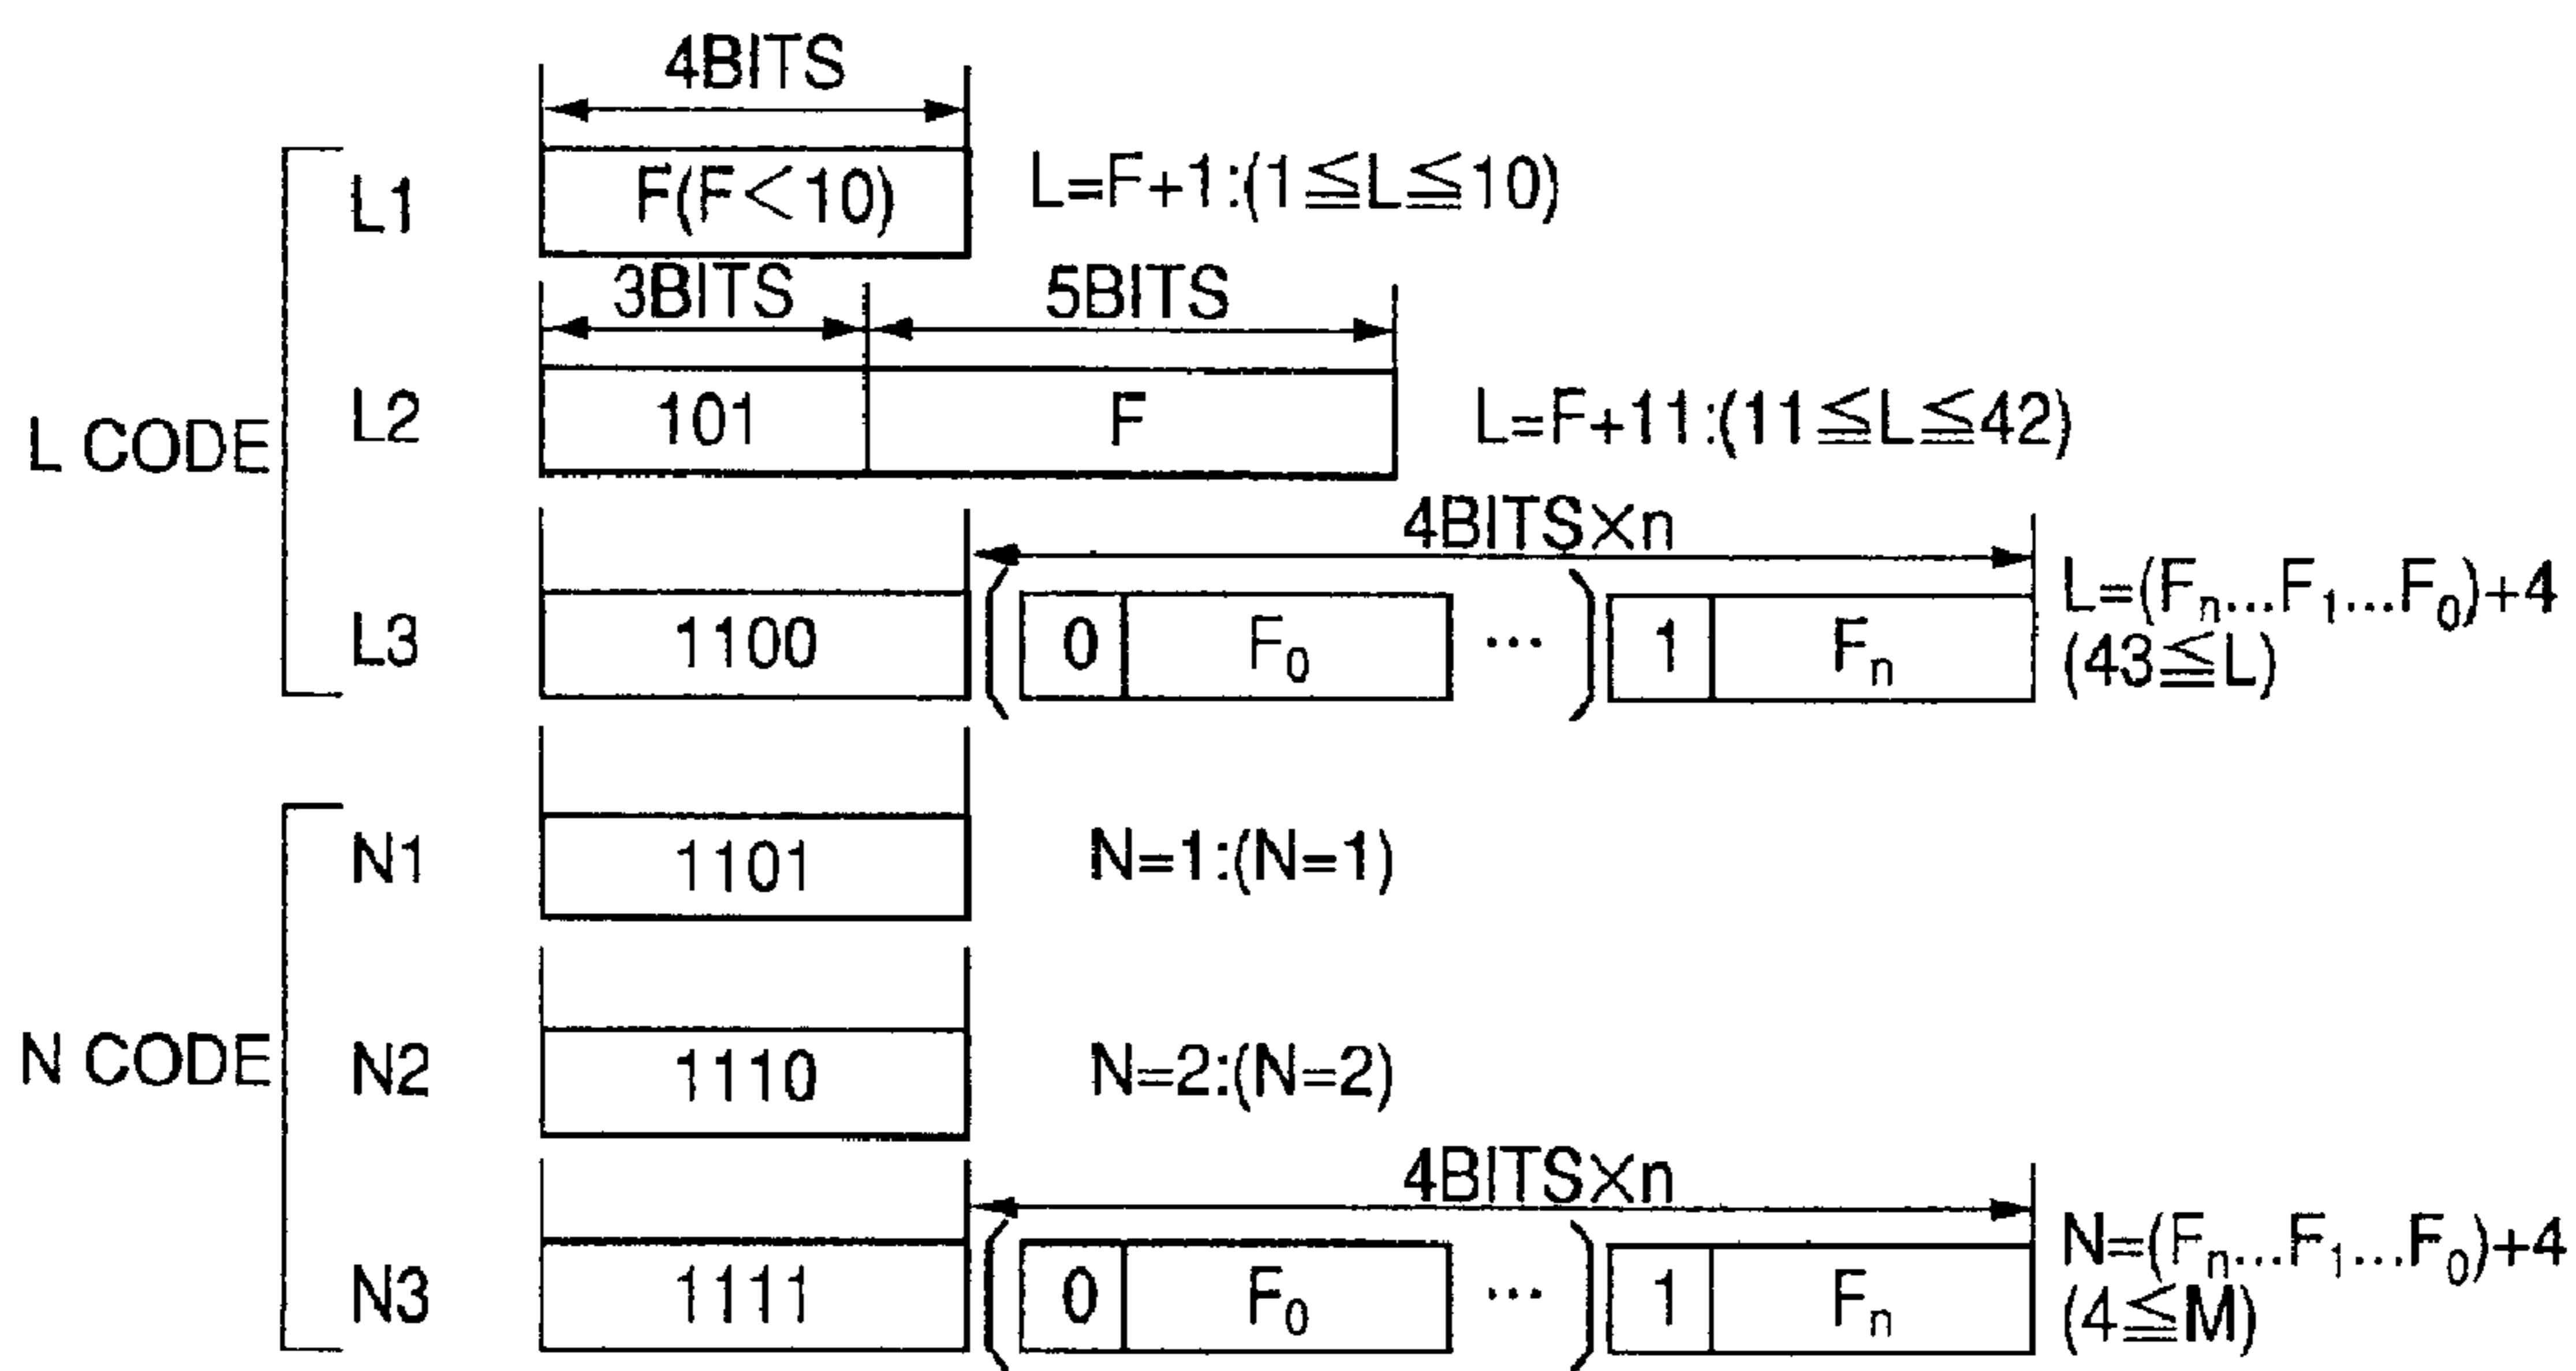 4BITS
L1 F(F<10) L=F+1:(1≦L≦10)
3BITS 5BITS
L CODE L2 101 F L=F+11:(11≦L≦42)
4BITS×n
L3 1100 ( 0 F₀ ... ) 1 Fₙ L=(Fₙ...F₁...F₀)+4
(43≦L)
N1 1101 N=1:(N=1)
N CODE N2 1110 N=2:(N=2)
4BITS×n
N3 1111 ( 0 F₀ ... ) 1 Fₙ N=(Fₙ...F₁...F₀)+4
(4≦M)